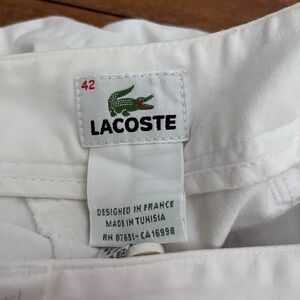 42
LACOSTE
DESIGNED IN FRANCE
MADE IN TUNISIA
RN 87651 - CA 16998